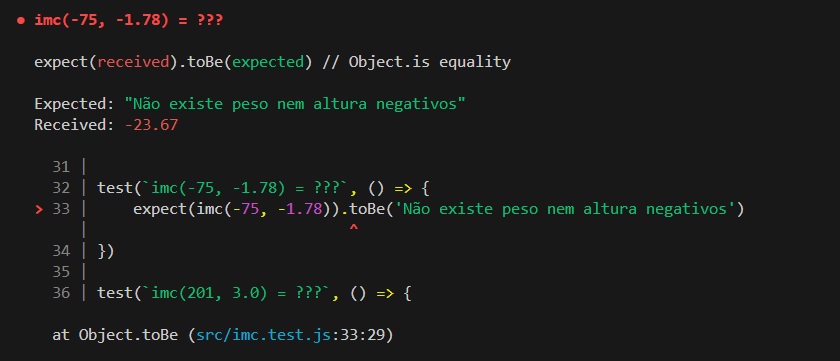 ● imc(-75, -1.78) = ???
expect(received).toBe(expected) // Object.is equality
Expected: "Não existe peso nem altura negativos"
Received: -23.67
31 |
32 | test(`imc(-75, -1.78) = ???`, () => {
> 33 |     expect(imc(-75, -1.78)).toBe('Não existe peso nem altura negativos')
|                             ^
34 | })
35 |
36 | test(`imc(201, 3.0) = ???`, () => {
at Object.toBe (src/imc.test.js:33:29)